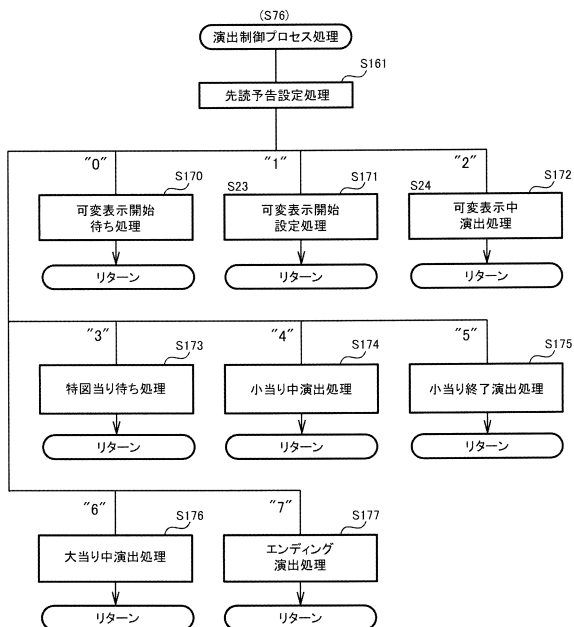 (S76)
演出制御プロセス処理
S161
先読予告設定処理
"0"
"1"
"2"
S170
S23
S171
S24
S172
可変表示開始
待ち処理
可変表示開始
設定処理
可変表示中
演出処理
リターン
リターン
リターン
"3"
"4"
"5"
S173
S174
S175
特図当り待ち処理
小当り中演出処理
小当り終了演出処理
リターン
リターン
リターン
"6"
"7"
S176
S177
大当り中演出処理
エンディング
演出処理
リターン
リターン